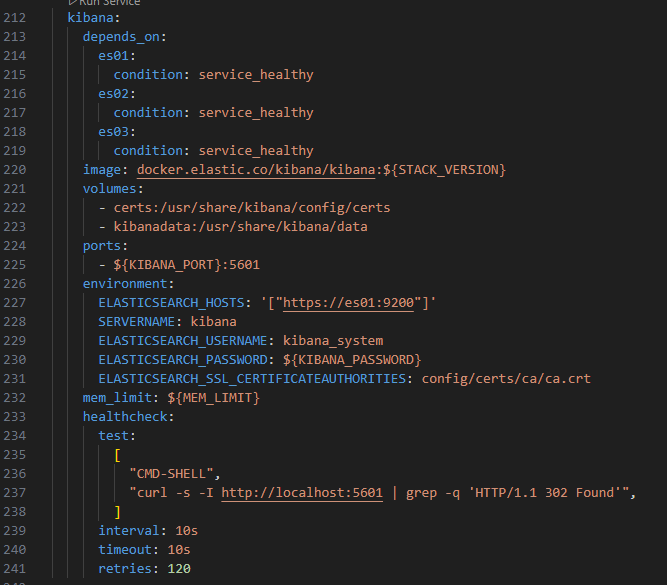 Run Service
212 kibana:
213 depends_on:
214 es01:
215 condition: service_healthy
216 es02:
217 condition: service_healthy
218 es03:
219 condition: service_healthy
220 image: docker.elastic.co/kibana/kibana:${STACK_VERSION}
221 volumes:
222 - certs:/usr/share/kibana/config/certs
223 - kibanadata:/usr/share/kibana/data
224 ports:
225 - ${KIBANA_PORT}:5601
226 environment:
227 ELASTICSEARCH_HOSTS: '["https://es01:9200"]'
228 SERVERNAME: kibana
229 ELASTICSEARCH_USERNAME: kibana_system
230 ELASTICSEARCH_PASSWORD: ${KIBANA_PASSWORD}
231 ELASTICSEARCH_SSL_CERTIFICATEAUTHORITIES: config/certs/ca/ca.crt
232 mem_limit: ${MEM_LIMIT}
233 healthcheck:
234 test:
235 [
236 "CMD-SHELL",
237 "curl -s -I http://localhost:5601 | grep -q 'HTTP/1.1 302 Found'",
238 ]
239 interval: 10s
240 timeout: 10s
241 retries: 120